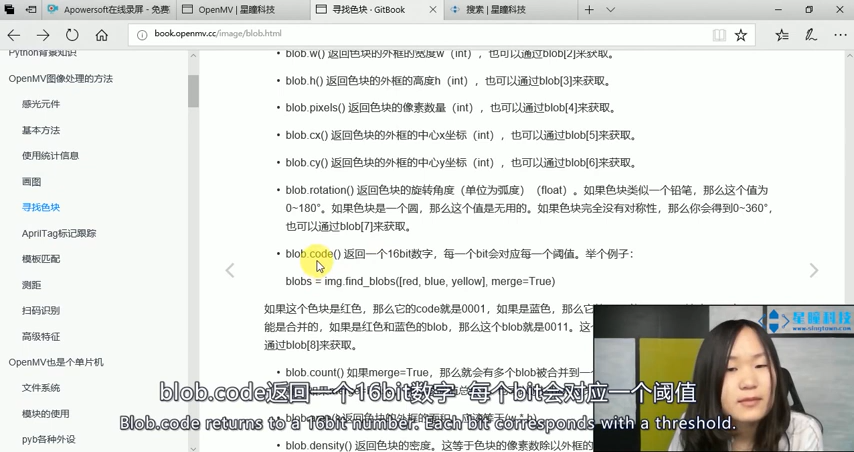 Apowersoft在线录屏 - 免费
OpenMV | 星瞳科技
寻找色块 · GitBook
搜索 | 星瞳科技
book.openmv.cc/image/blob.html
Python背景知识
OpenMV图像处理的方法
感光元件
基本方法
使用统计信息
画图
寻找色块
AprilTag标记跟踪
模板匹配
测距
扫码识别
高级特征
OpenMV也是个单片机
文件系统
模块的使用
pyb各种外设
• blob.w() 返回色块的外框的宽度w（int），也可以通过blob[2]来获取。
• blob.h() 返回色块的外框的高度h（int），也可以通过blob[3]来获取。
• blob.pixels() 返回色块的像素数量（int），也可以通过blob[4]来获取。
• blob.cx() 返回色块的外框的中心x坐标（int），也可以通过blob[5]来获取。
• blob.cy() 返回色块的外框的中心y坐标（int），也可以通过blob[6]来获取。
• blob.rotation() 返回色块的旋转角度（单位为弧度）（float）。如果色块类似一个铅笔，那么这个值为
0~180°。如果色块是一个圆，那么这个值是无用的。如果色块完全没有对称性，那么你会得到0~360°，
也可以通过blob[7]来获取。
• blob.code() 返回一个16bit数字，每一个bit会对应每一个阈值。举个例子：
blobs = img.find_blobs([red, blue, yellow], merge=True)
如果这个色块是红色，那么它的code就是0001，如果是蓝色，那么它
能是合并的，如果是红色和蓝色的blob，那么这个blob就是0011。这
通过blob[8]来获取。
• blob.count() 如果merge=True，那么就会有多个blob被合并到一
• blob.density() 返回色块的密度。这等于色块的像素数除以外框的
星瞳科技
www.singtown.com
blob.code返回一个16bit数字 每个bit会对应一个阈值
Blob.code returns to a 16bit number. Each bit corresponds with a threshold.